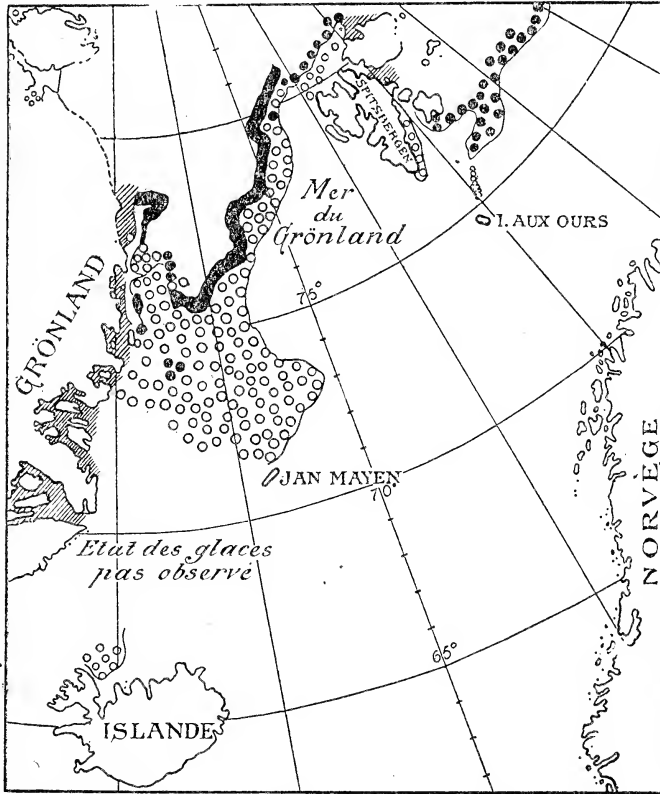 SPITSBERGEN
Mer
du
Grönland
I. AUX OURS
75°
GRÖNLAND
JAN MAYEN
70°
NORVÈGE
Etat des glaces
pas observé
65°
ISLANDE